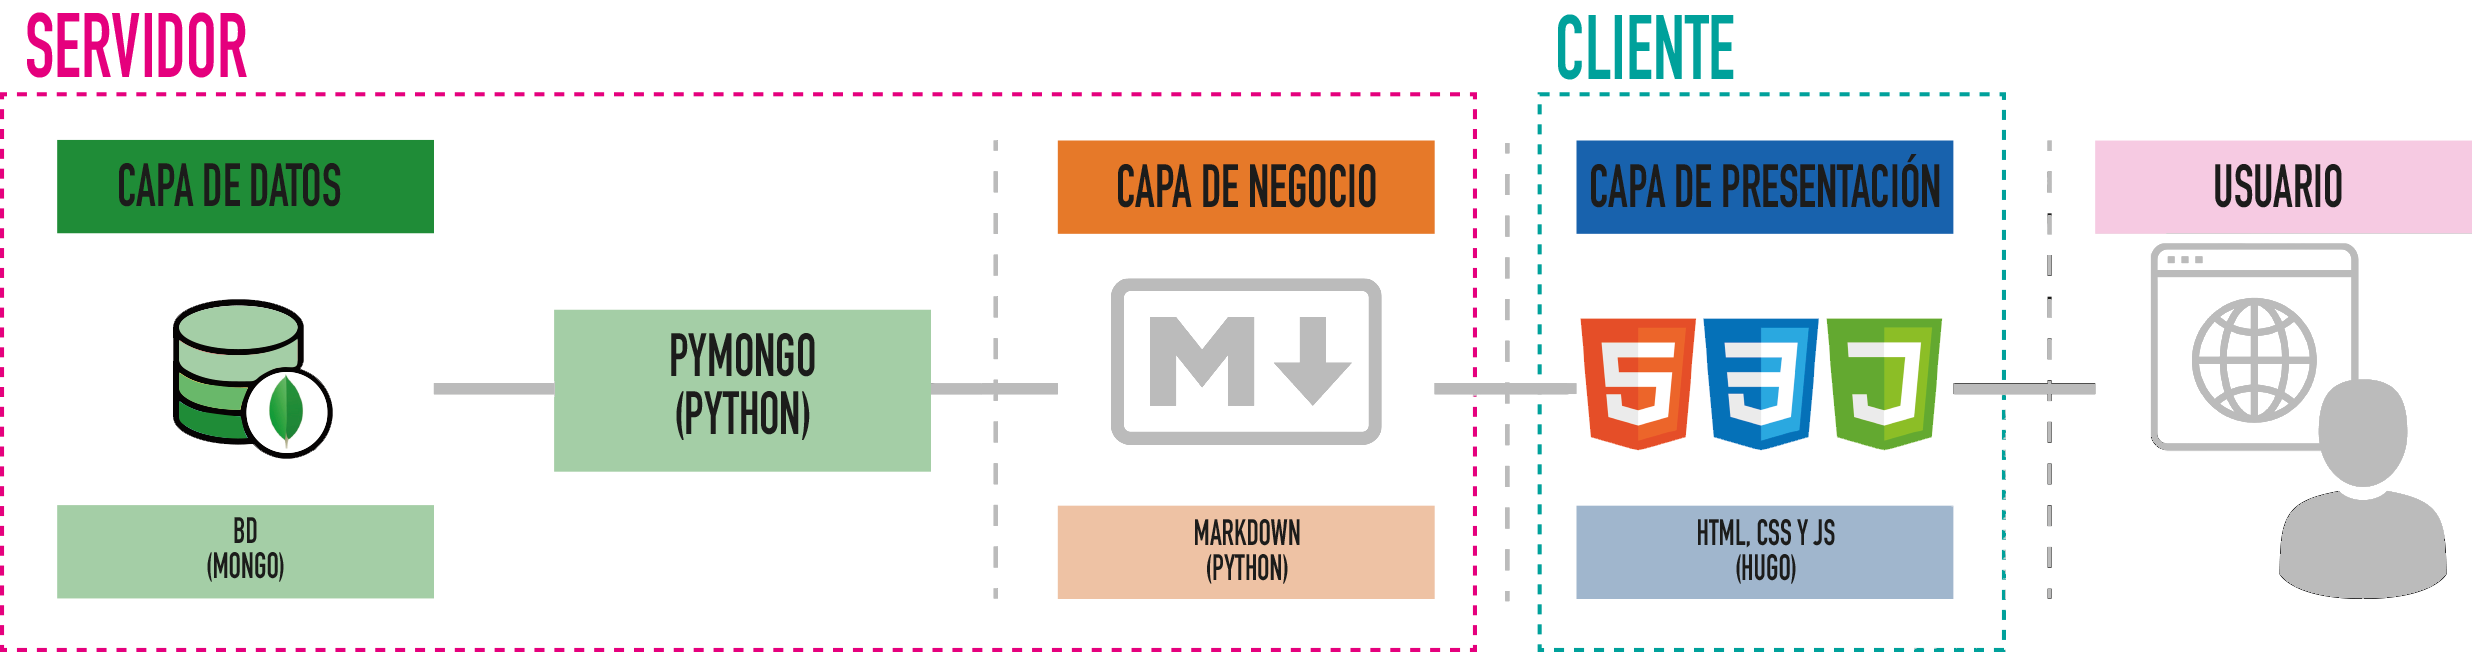 SERVIDOR
CLIENTE
CAPA DE DATOS
CAPA DE NEGOCIO
CAPA DE PRESENTACIÓN
USUARIO
PYMONGO
(PYTHON)
BD
(MONGO)
MARKDOWN
(PYTHON)
HTML, CSS Y JS
(HUGO)